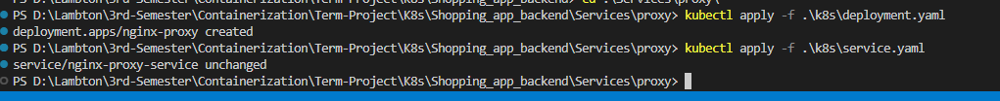 PS D:\Lambton\3rd-Semester\Containerization\Term-Project\K8s\Shopping_app_backend> cd .\Services\proxy\
PS D:\Lambton\3rd-Semester\Containerization\Term-Project\K8s\Shopping_app_backend\Services\proxy> kubectl apply -f .\k8s\deployment.yaml
deployment.apps/nginx-proxy created
PS D:\Lambton\3rd-Semester\Containerization\Term-Project\K8s\Shopping_app_backend\Services\proxy> kubectl apply -f .\k8s\service.yaml
service/nginx-proxy-service unchanged
PS D:\Lambton\3rd-Semester\Containerization\Term-Project\K8s\Shopping_app_backend\Services\proxy>